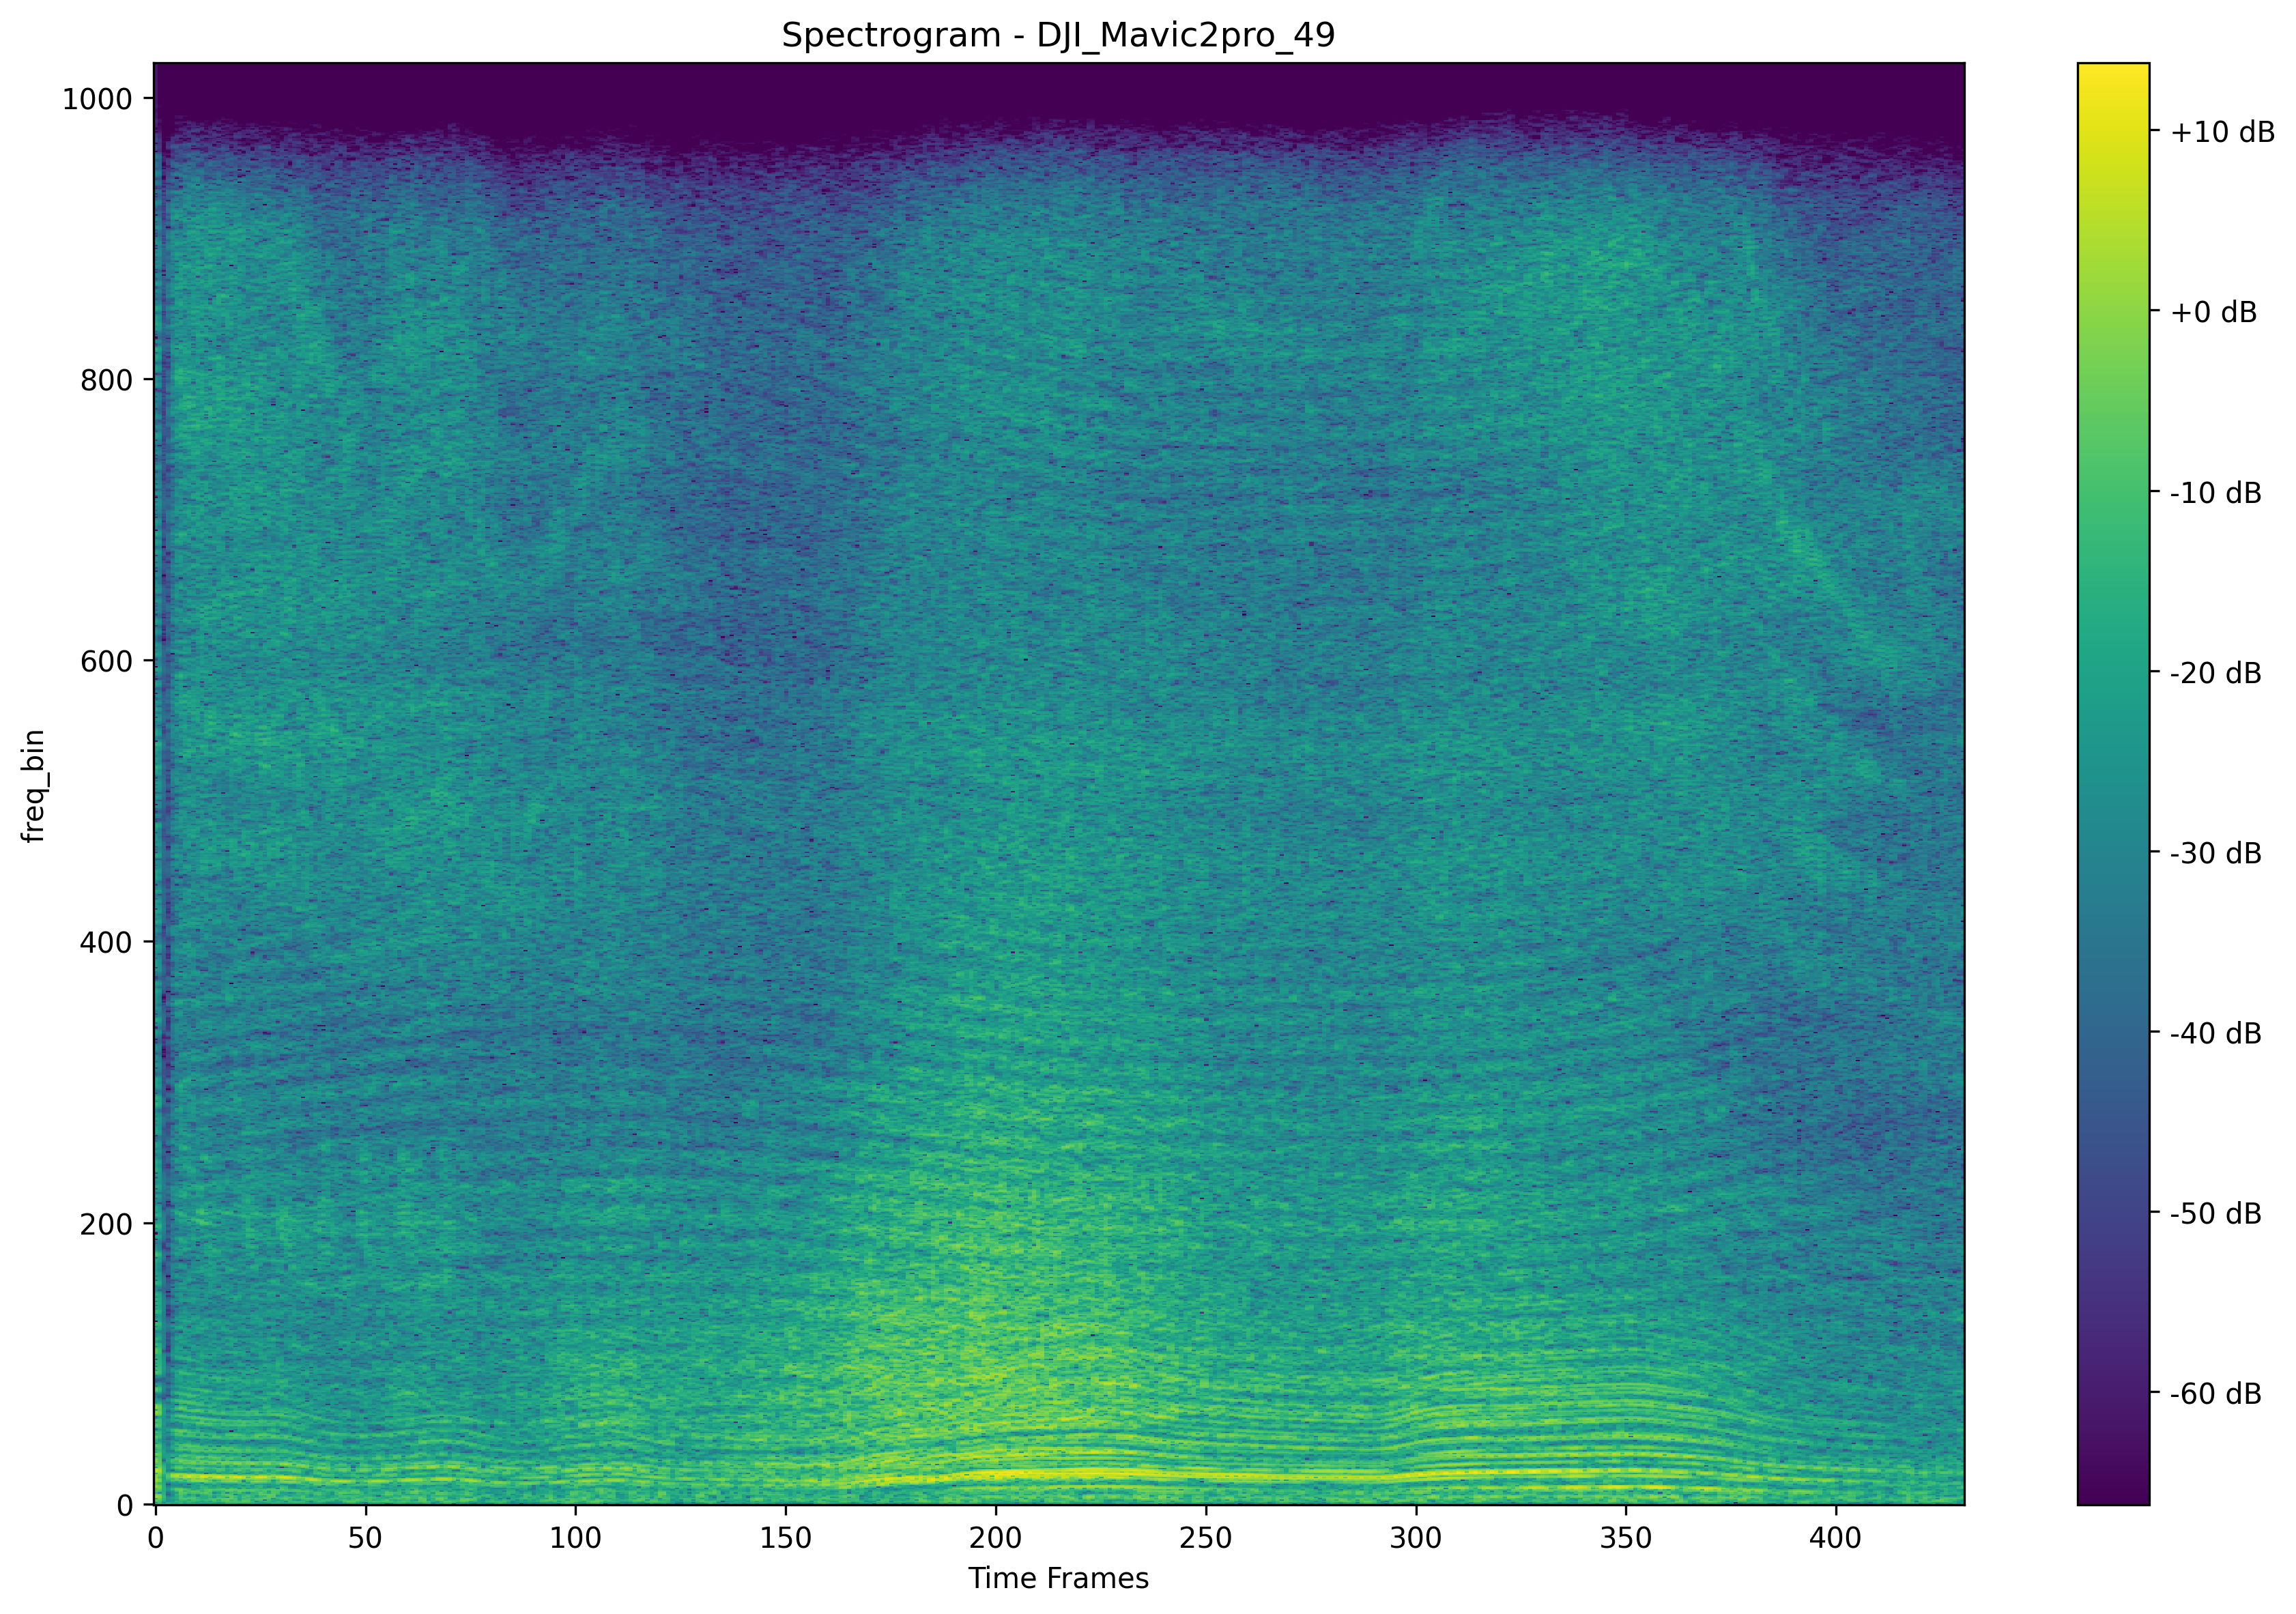 Spectrogram - DJI_Mavic2pro_49
freq_bin
1000
800
600
400
200
0
0 50 100 150 200 250 300 350 400
Time Frames
+10 dB
+0 dB
-10 dB
-20 dB
-30 dB
-40 dB
-50 dB
-60 dB